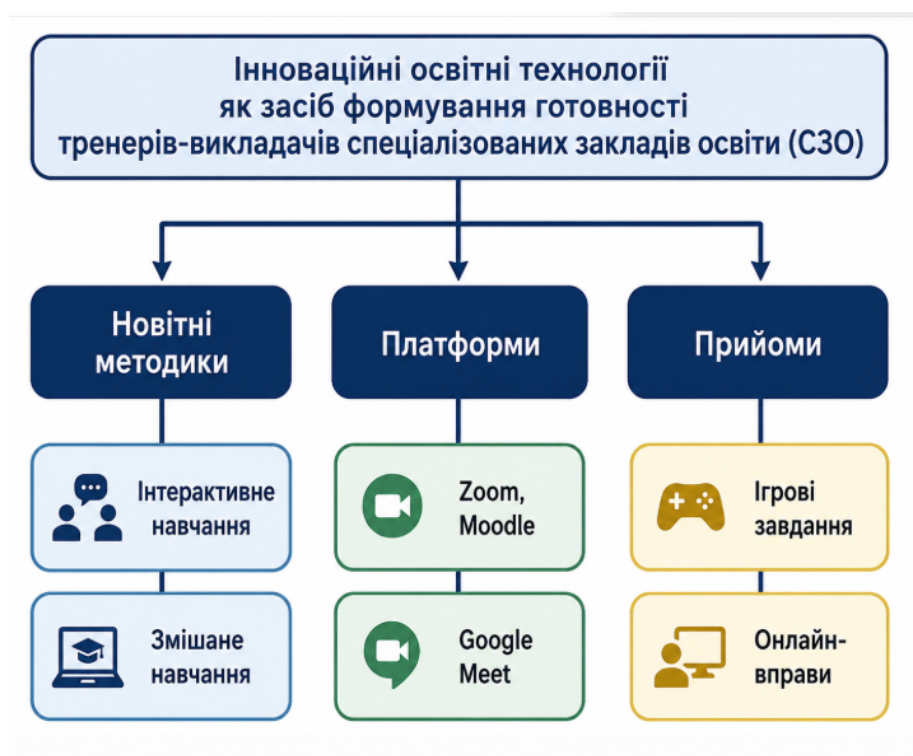 Інноваційні освітні технології
як засіб формування готовності
тренерів-викладачів спеціалізованих закладів освіти (СЗО)
Новітні
методики
Платформи
Прийоми
Інтерактивне
навчання
Zoom,
Moodle
Ігрові
завдання
Змішане
навчання
Google
Meet
Онлайн-
вправи